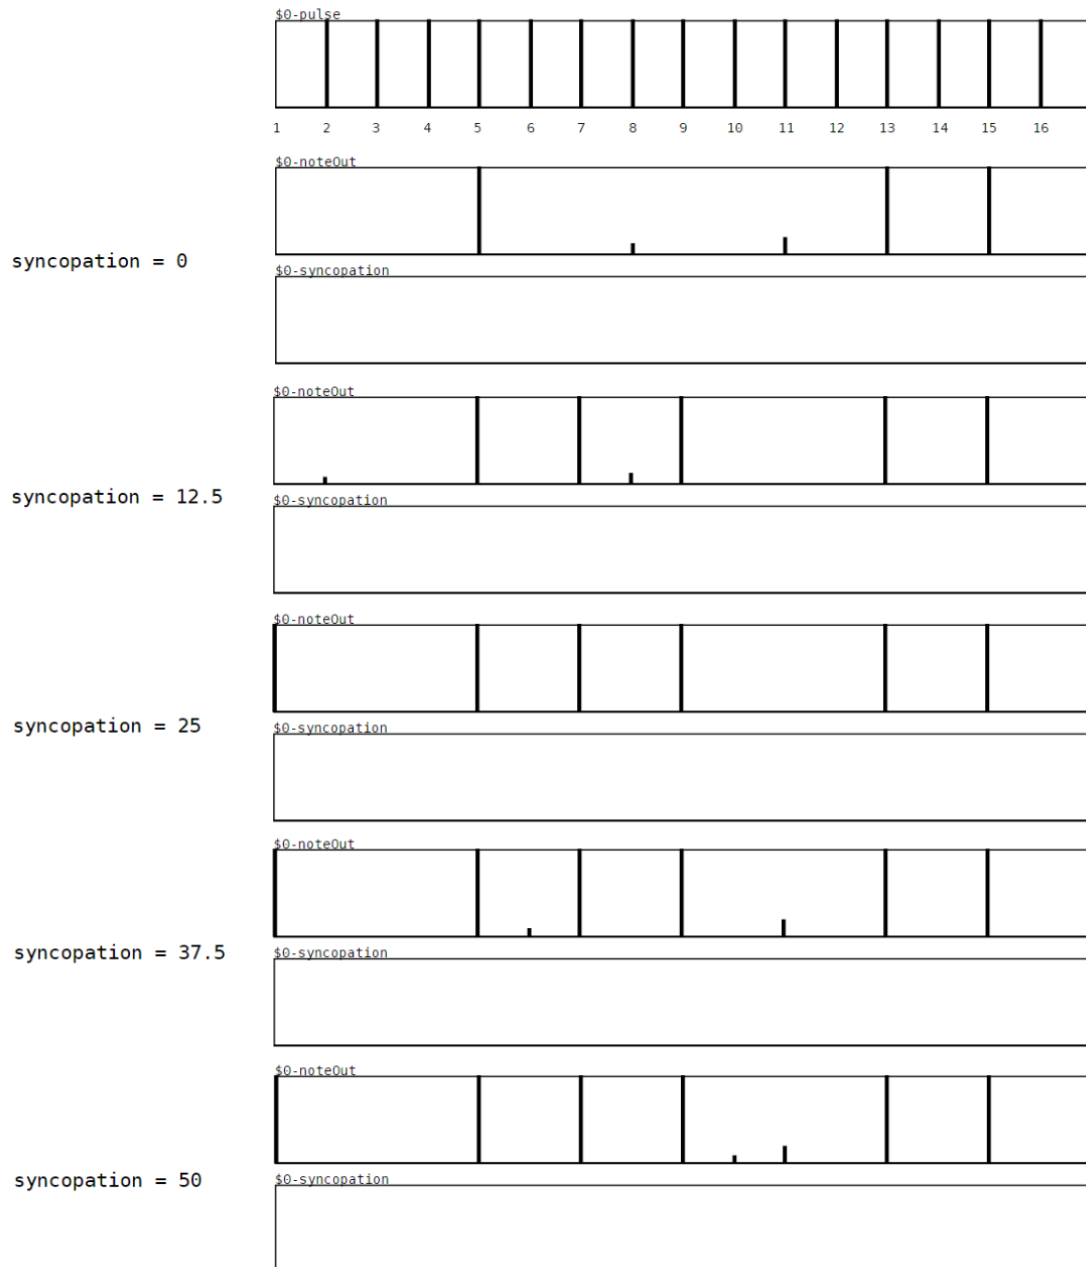 $0-pulse
1 2 3 4 5 6 7 8 9 10 11 12 13 14 15 16
$0-noteOut
syncopation = 0
$0-syncopation
$0-noteOut
syncopation = 12.5
$0-syncopation
$0-noteOut
syncopation = 25
$0-syncopation
$0-noteOut
syncopation = 37.5
$0-syncopation
$0-noteOut
syncopation = 50
$0-syncopation